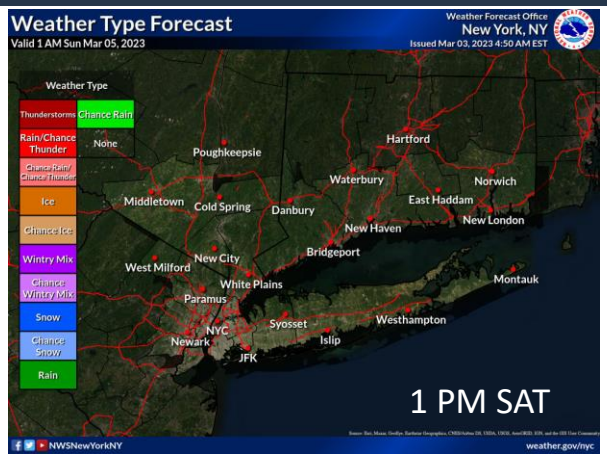 Weather Type Forecast
Valid 1 AM Sun Mar 05, 2023
Weather Forecast Office
New York, NY
Issued Mar 03, 2023 4:50 AM EST
Weather Type
Thunderstorms
Chance Rain
Rain/Chance
Thunder
None
Chance Rain/
Chance Thunder
Ice
Chance Ice
Wintry Mix
Chance
Wintry Mix
Snow
Chance
Snow
Rain
Hartford
Poughkeepsie
Waterbury
Norwich
Middletown
Cold Spring
Danbury
East Haddam
New London
New Haven
Bridgeport
New City
West Milford
White Plains
Montauk
Paramus
NYC
Syosset
Westhampton
Newark
Islip
JFK
1 PM SAT
NWSNewYorkNY
weather.gov/nyc